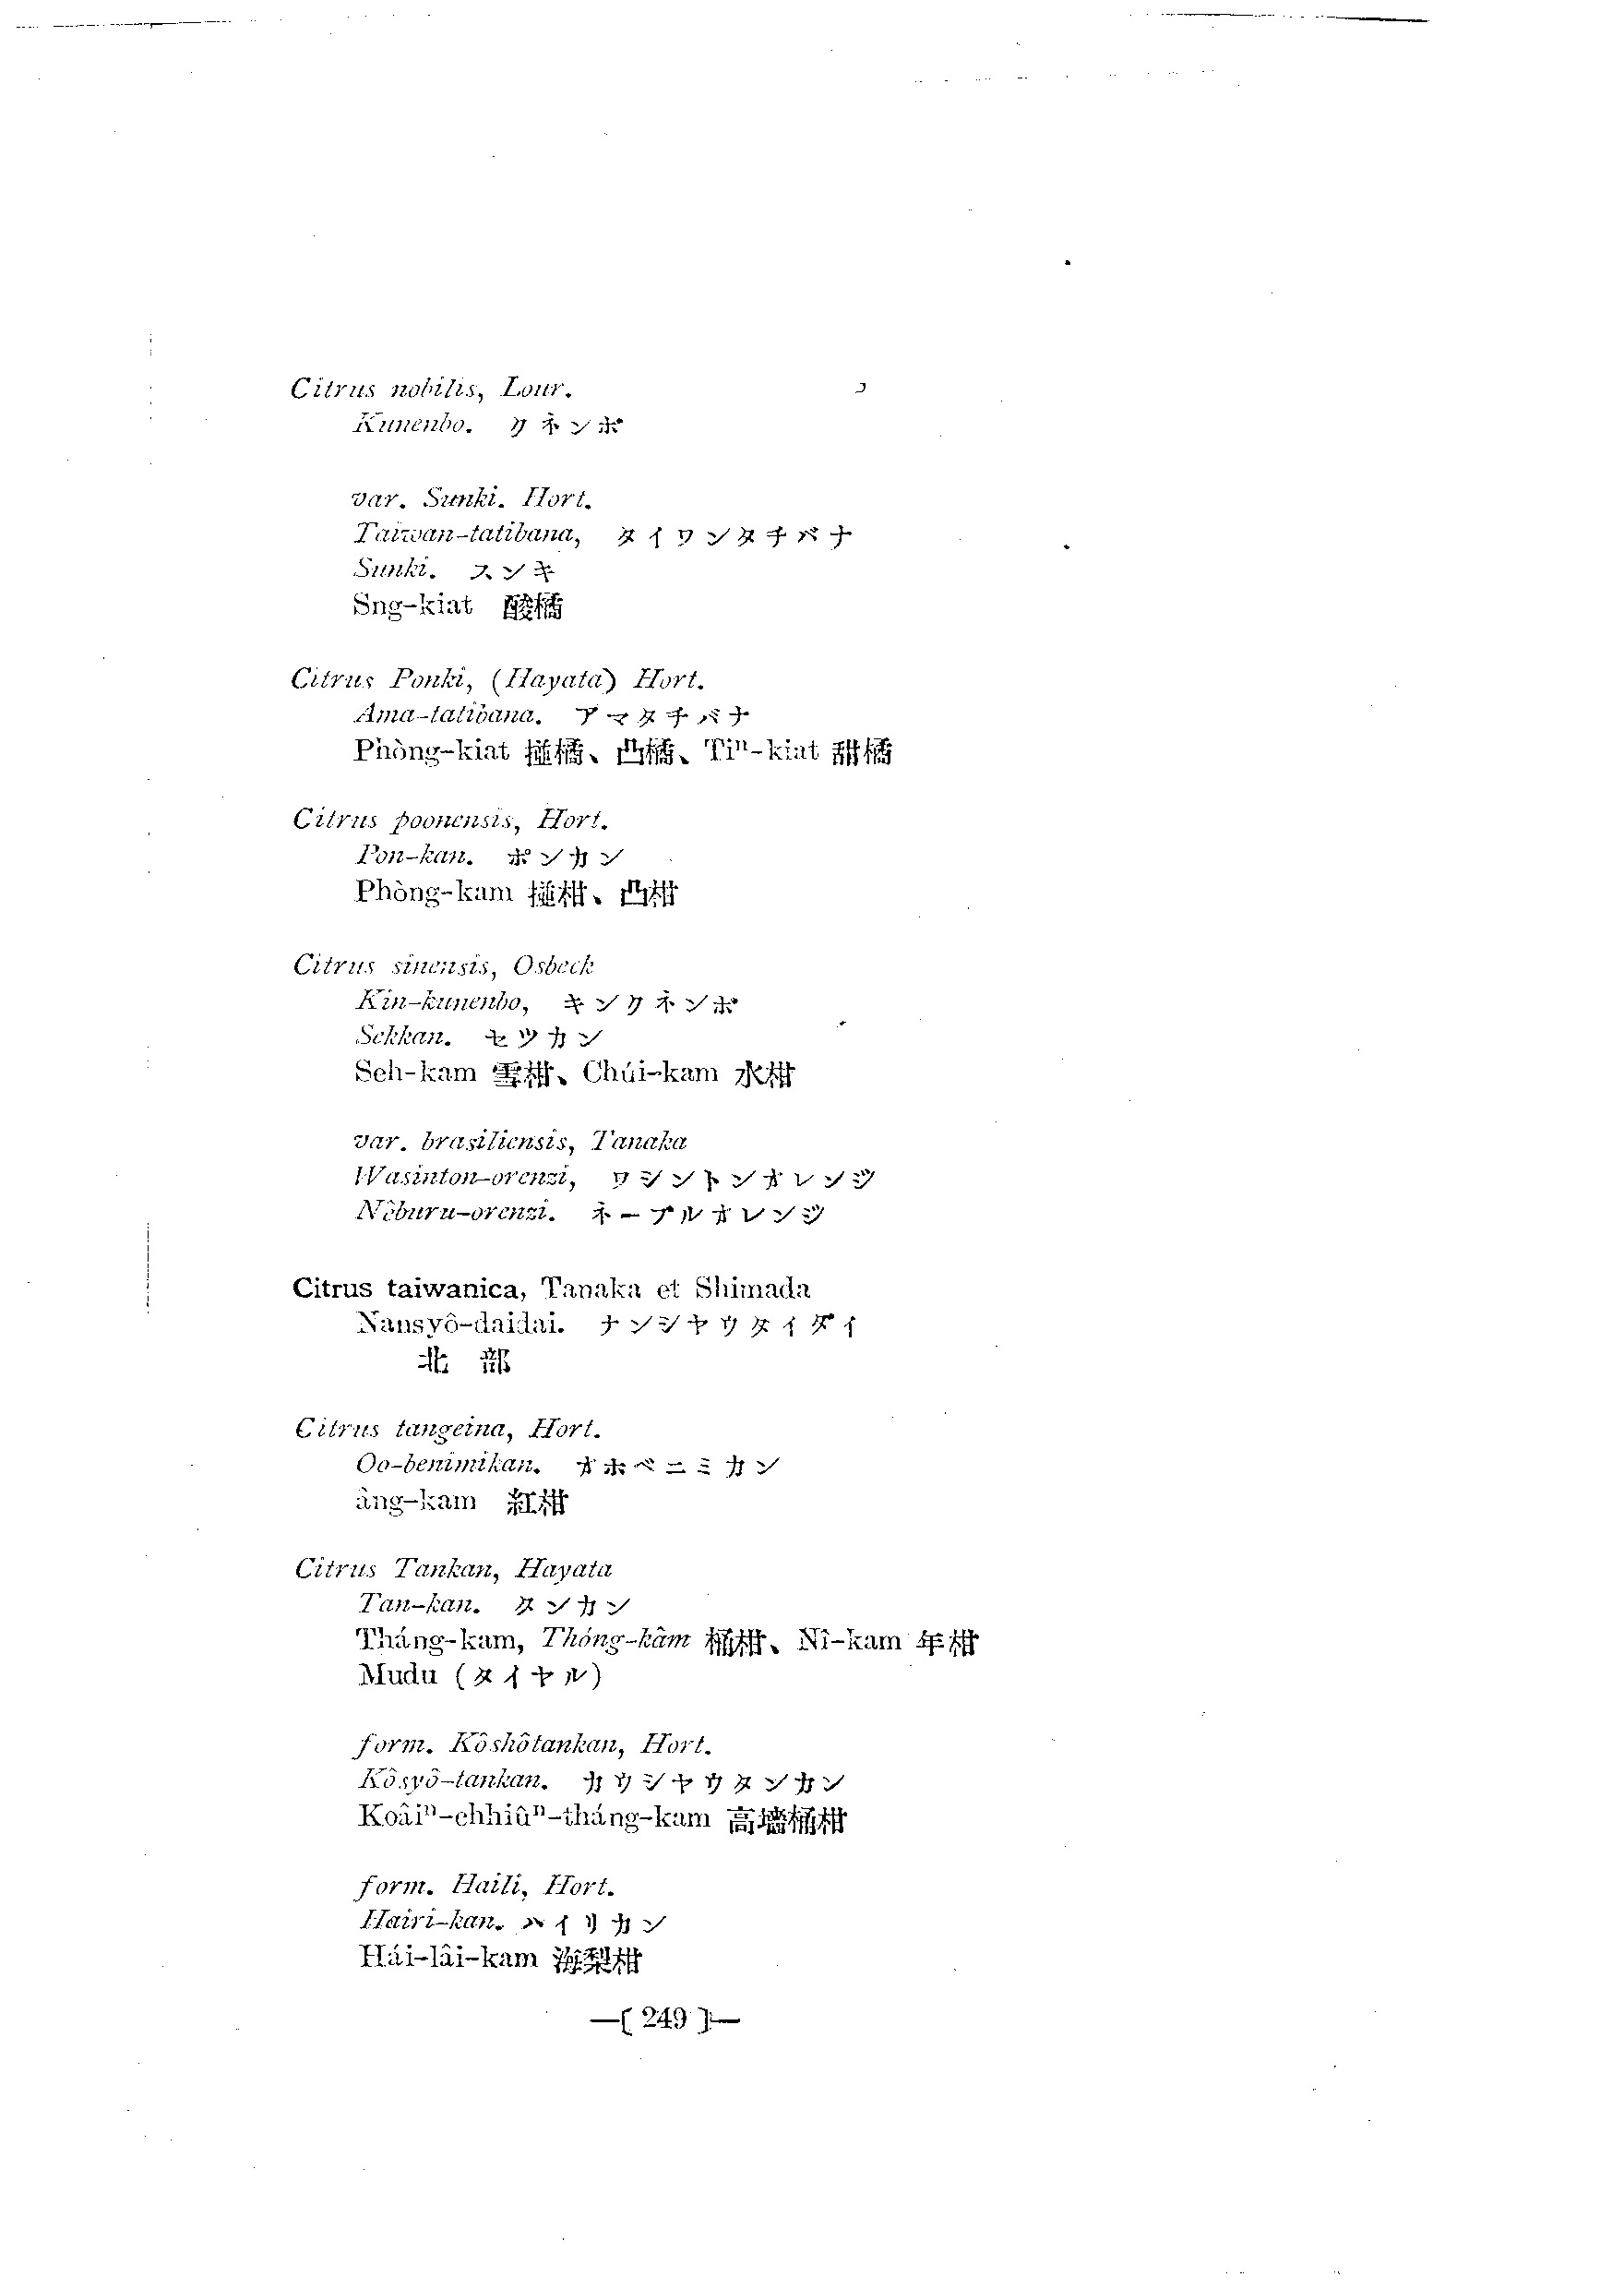 Citrus nobilis, Lour.
Kunenbo. クネンボ
var. Sunki. Hort.
Taiwan-tatibana, タイワンタチバナ
Sunki. スンキ
Sng-kiat 酸橘
Citrus Ponki, (Hayata) Hort.
Ama-tatibana. アマタチバナ
Phòng-kiat 椪橘、凸橘、Tiⁿ-kiat 甜橘
Citrus poonensis, Hort.
Pon-kan. ポンカン
Phòng-kam 椪柑、凸柑
Citrus sinensis, Osbeck
Kin-kunenbo, キンクネンボ
Sekkan. セツカン
Seh-kam 雪柑、Chúi-kam 水柑
var. brasiliensis, Tanaka
Wasinton-orenzi, ワシントンオレンジ
Nêburu-orenzi. ネーブルオレンジ
Citrus taiwanica, Tanaka et Shimada
Nansyô-daidai. ナンシヤウダイダイ
北 部
Citrus tangeina, Hort.
Oo-benimikan. オホベニミカン
âng-kam 紅柑
Citrus Tankan, Hayata
Tan-kan. タンカン
Tháng-kam, Thóng-kâm 桶柑、Nî-kam 年柑
Mudu (タイヤル)
form. Kôshôtankan, Hort.
Kôsyô-tankan. カウシヤウタンカン
Koâiⁿ-chhiûⁿ-tháng-kam 高墻桶柑
form. Haili, Hort.
Hairi-kan. ハイリカン
Hái-lâi-kam 海梨柑
—[ 249 ]—